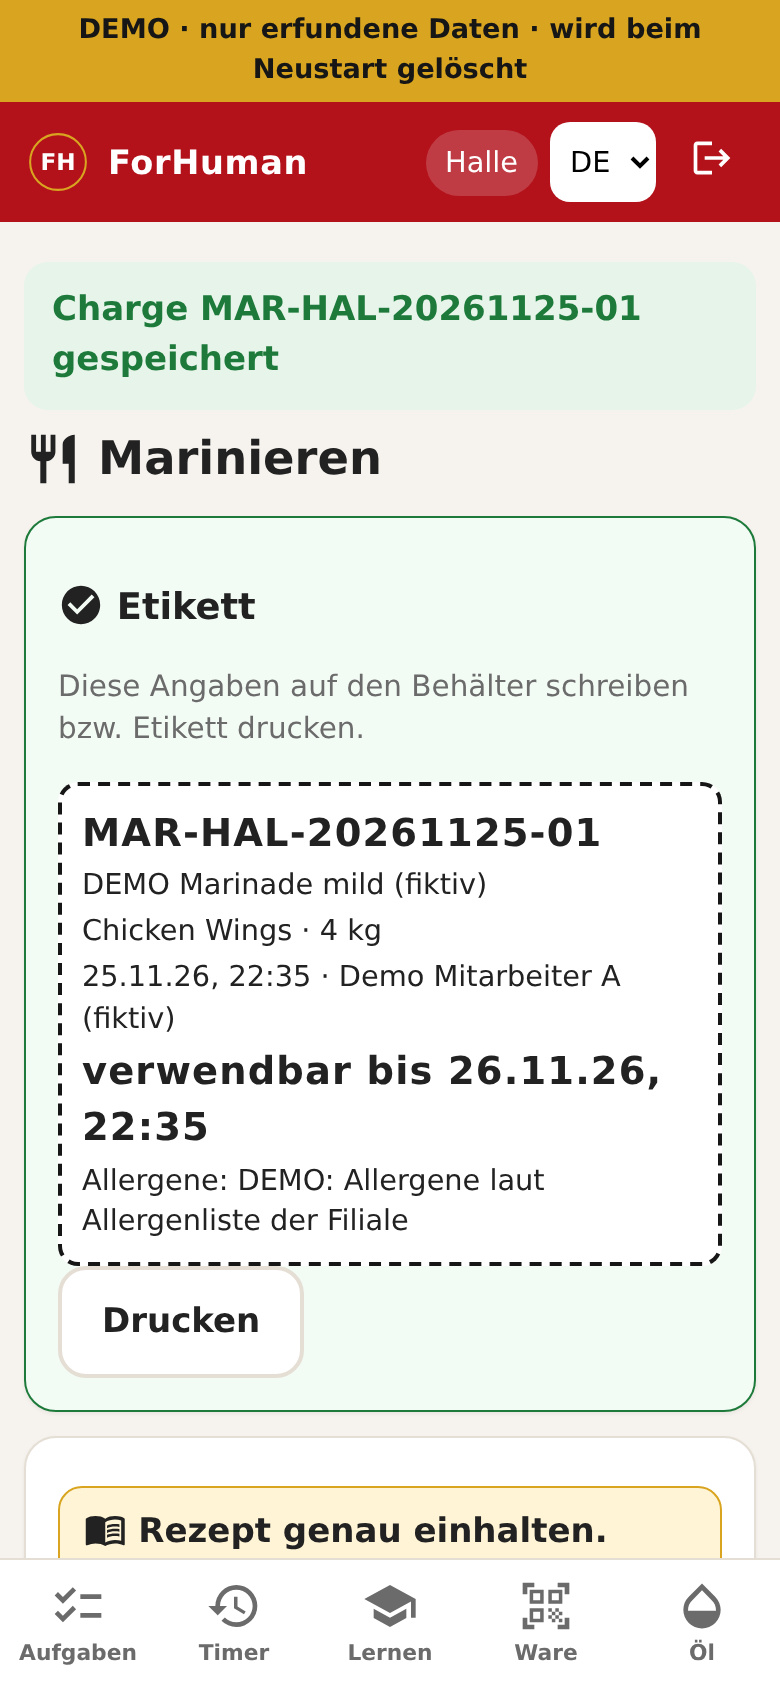 DEMO · nur erfundene Daten · wird beim
Neustart gelöscht
FH
ForHuman
Halle
DE
Charge MAR-HAL-20261125-01
gespeichert
Marinieren
Etikett
Diese Angaben auf den Behälter schreiben
bzw. Etikett drucken.
MAR-HAL-20261125-01
DEMO Marinade mild (fiktiv)
Chicken Wings · 4 kg
25.11.26, 22:35 · Demo Mitarbeiter A
(fiktiv)
verwendbar bis 26.11.26,
22:35
Allergene: DEMO: Allergene laut
Allergenliste der Filiale
Drucken
Rezept genau einhalten.
Aufgaben
Timer
Lernen
Ware
Öl